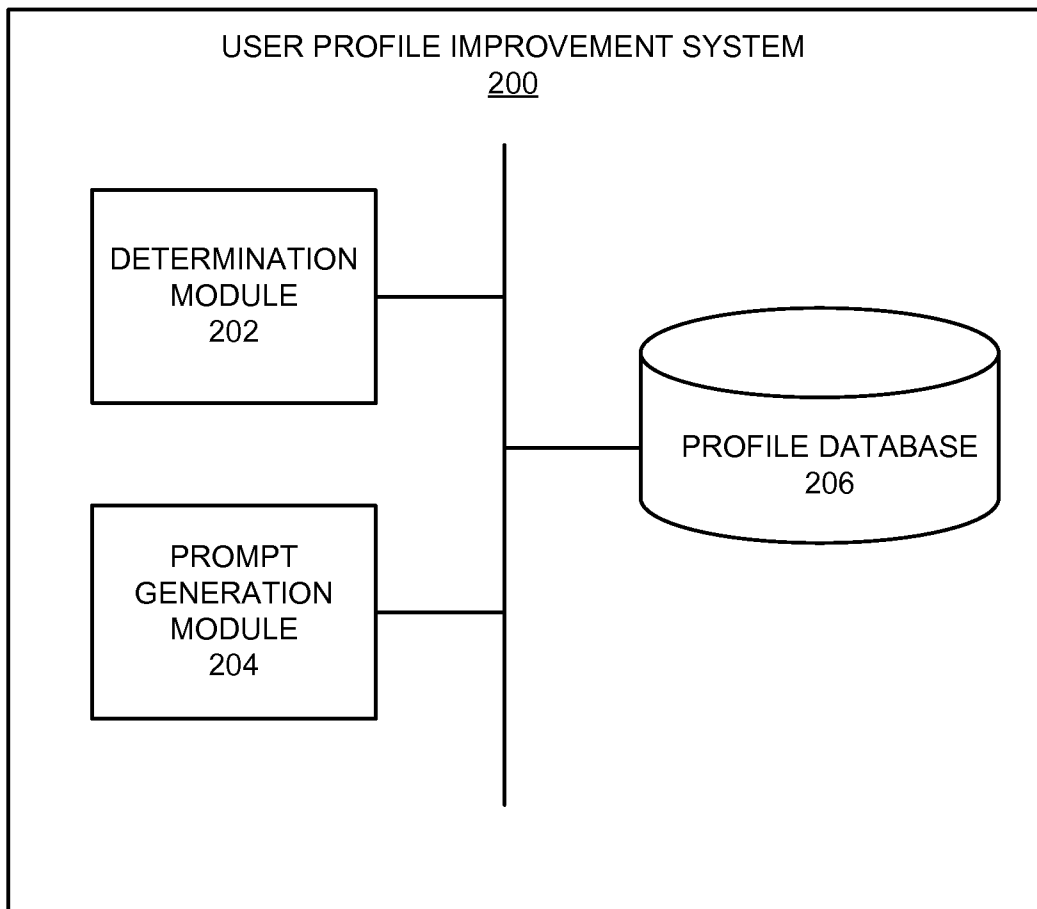 USER PROFILE IMPROVEMENT SYSTEM
200
DETERMINATION
MODULE
202
PROFILE DATABASE
206
PROMPT
GENERATION
MODULE
204